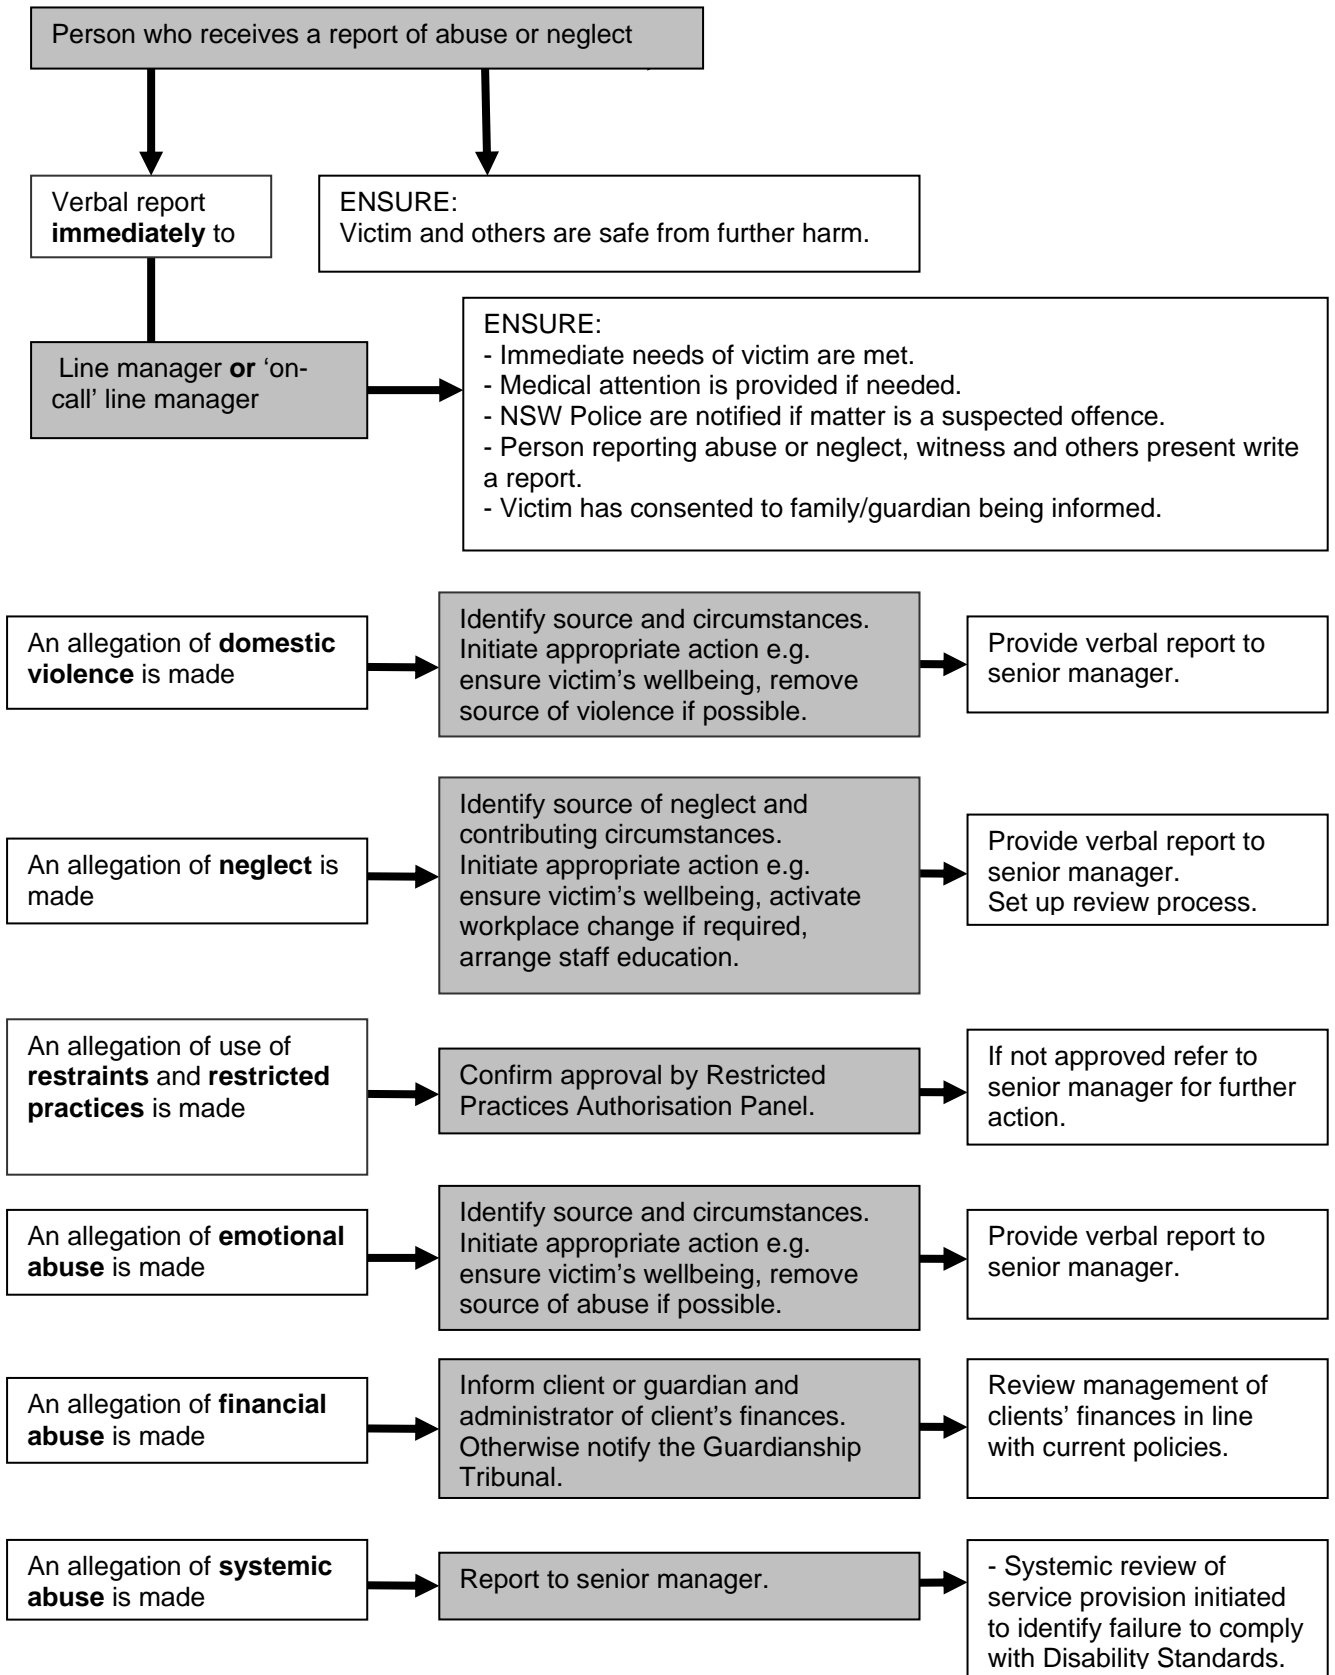 Person who receives a report of abuse or neglect
Verbal report
immediately to
ENSURE:
Victim and others are safe from further harm.
Line manager or ‘on-
call’ line manager
ENSURE:
- Immediate needs of victim are met.
- Medical attention is provided if needed.
- NSW Police are notified if matter is a suspected offence.
- Person reporting abuse or neglect, witness and others present write
a report.
- Victim has consented to family/guardian being informed.
An allegation of domestic
violence is made
Identify source and circumstances.
Initiate appropriate action e.g.
ensure victim’s wellbeing, remove
source of violence if possible.
Provide verbal report to
senior manager.
An allegation of neglect is
made
Identify source of neglect and
contributing circumstances.
Initiate appropriate action e.g.
ensure victim’s wellbeing, activate
workplace change if required,
arrange staff education.
Provide verbal report to
senior manager.
Set up review process.
An allegation of use of
restraints and restricted
practices is made
Confirm approval by Restricted
Practices Authorisation Panel.
If not approved refer to
senior manager for further
action.
An allegation of emotional
abuse is made
Identify source and circumstances.
Initiate appropriate action e.g.
ensure victim’s wellbeing, remove
source of abuse if possible.
Provide verbal report to
senior manager.
An allegation of financial
abuse is made
Inform client or guardian and
administrator of client’s finances.
Otherwise notify the Guardianship
Tribunal.
Review management of
clients’ finances in line
with current policies.
An allegation of systemic
abuse is made
Report to senior manager.
- Systemic review of
service provision initiated
to identify failure to comply
with Disability Standards.